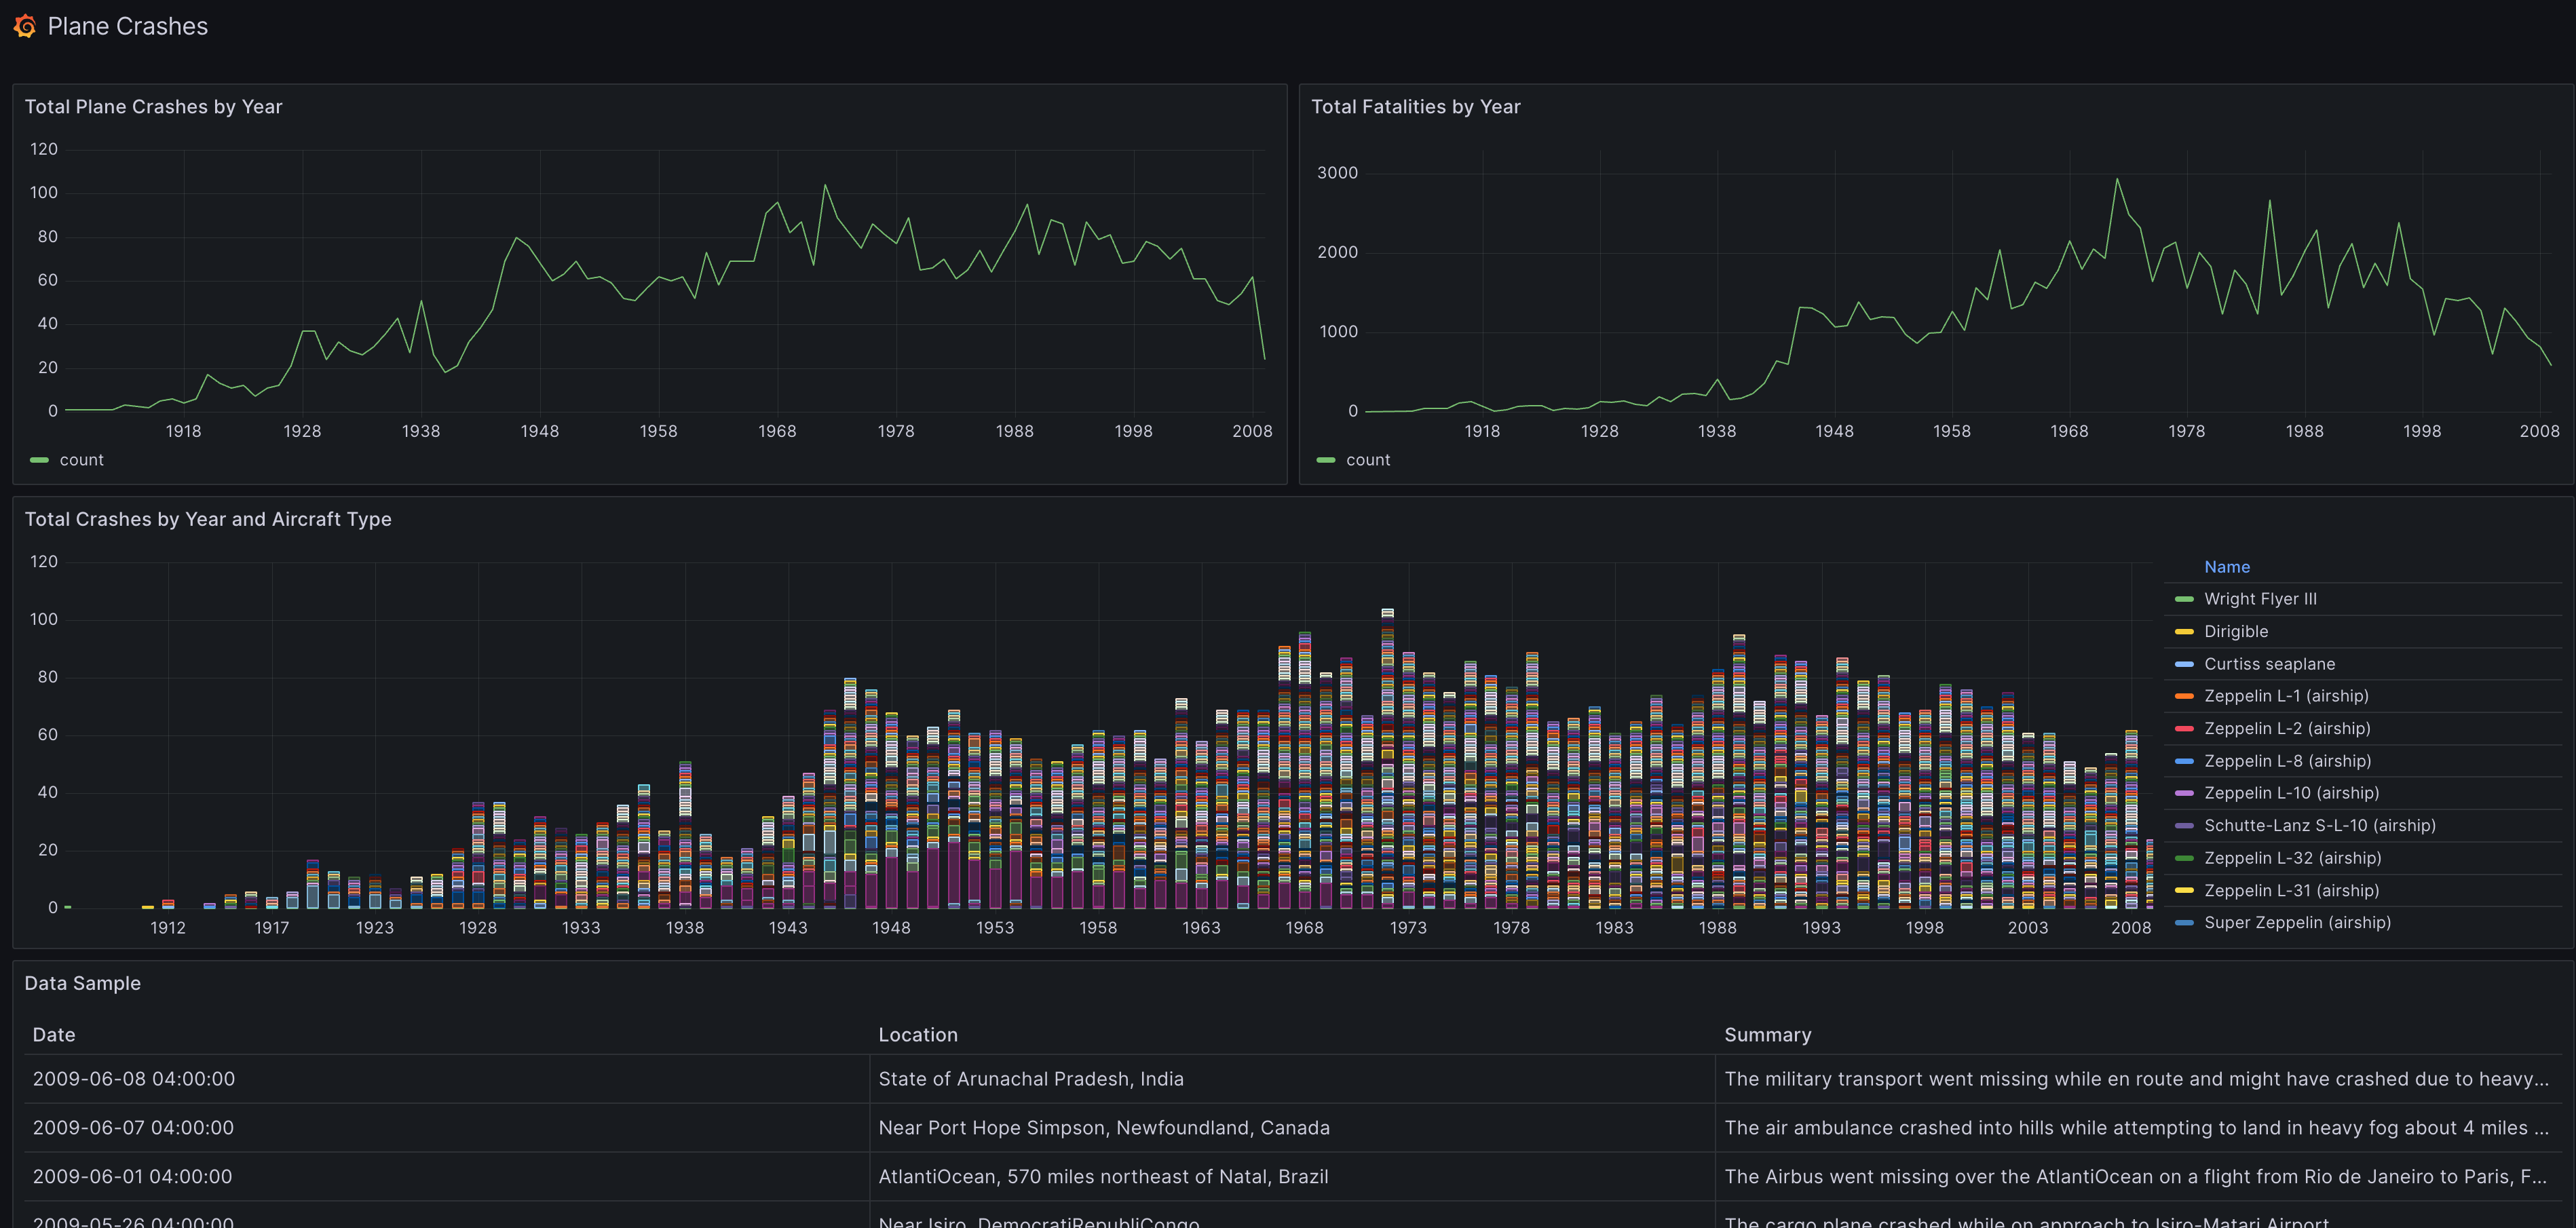 Plane Crashes
Total Plane Crashes by Year
120
100
80
60
40
20
0
1918 1928 1938 1948 1958 1968 1978 1988 1998 2008
count
Total Fatalities by Year
3000
2000
1000
0
1918 1928 1938 1948 1958 1968 1978 1988 1998 2008
count
Total Crashes by Year and Aircraft Type
120
100
80
60
40
20
0
1912 1917 1923 1928 1933 1938 1943 1948 1953 1958 1963 1968 1973 1978 1983 1988 1993 1998 2003 2008
Name
Wright Flyer III
Dirigible
Curtiss seaplane
Zeppelin L-1 (airship)
Zeppelin L-2 (airship)
Zeppelin L-8 (airship)
Zeppelin L-10 (airship)
Schutte-Lanz S-L-10 (airship)
Zeppelin L-32 (airship)
Zeppelin L-31 (airship)
Super Zeppelin (airship)
Data Sample
Date Location Summary
2009-06-08 04:00:00 State of Arunachal Pradesh, India The military transport went missing while en route and might have crashed due to heavy...
2009-06-07 04:00:00 Near Port Hope Simpson, Newfoundland, Canada The air ambulance crashed into hills while attempting to land in heavy fog about 4 miles ...
2009-06-01 04:00:00 AtlantiOcean, 570 miles northeast of Natal, Brazil The Airbus went missing over the AtlantiOcean on a flight from Rio de Janeiro to Paris, F...
2009-05-26 04:00:00 Near Isiro, DemocratiRepubliCongo The cargo plane crashed while on approach to Isiro-Matari Airport.